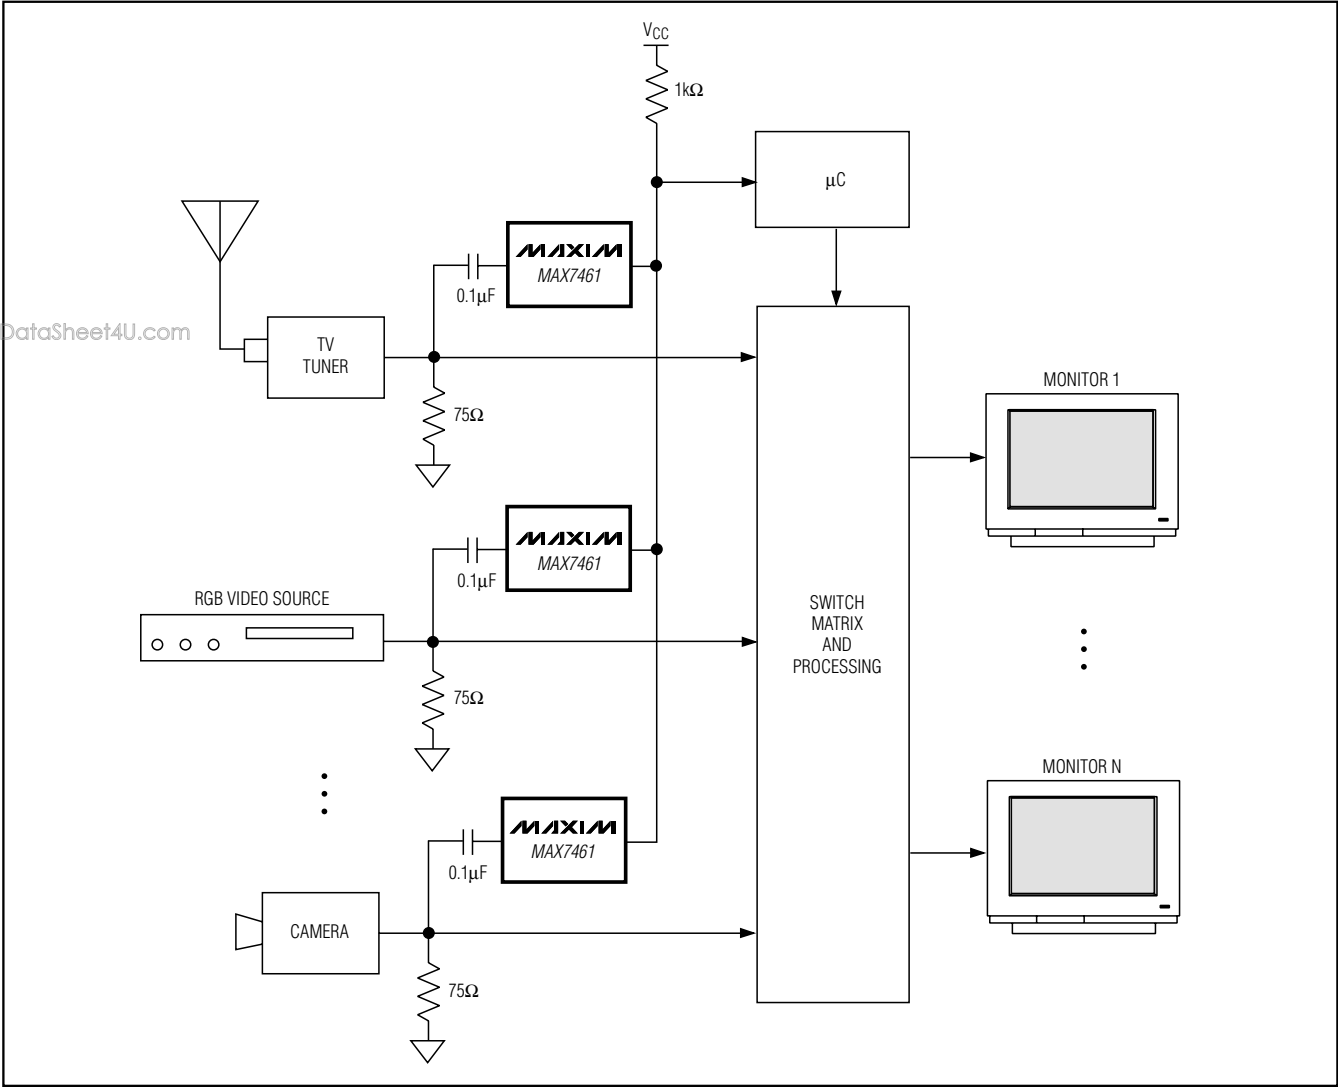 VCC
1kΩ
µC
MAXIM
MAX7461
0.1µF
DataSheet4U.com
TV
TUNER
75Ω
MONITOR 1
MAXIM
MAX7461
0.1µF
RGB VIDEO SOURCE
75Ω
SWITCH
MATRIX
AND
PROCESSING
MONITOR N
MAXIM
MAX7461
0.1µF
CAMERA
75Ω